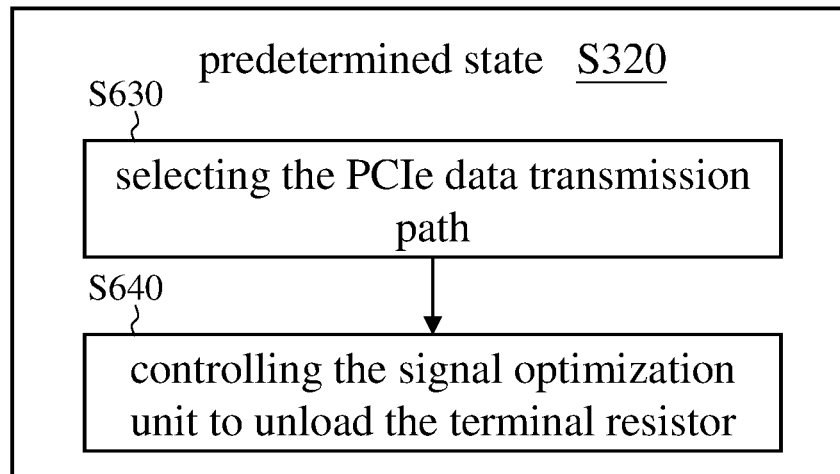 predetermined state S320
S630
selecting the PCIe data transmission
path
S640
controlling the signal optimization
unit to unload the terminal resistor